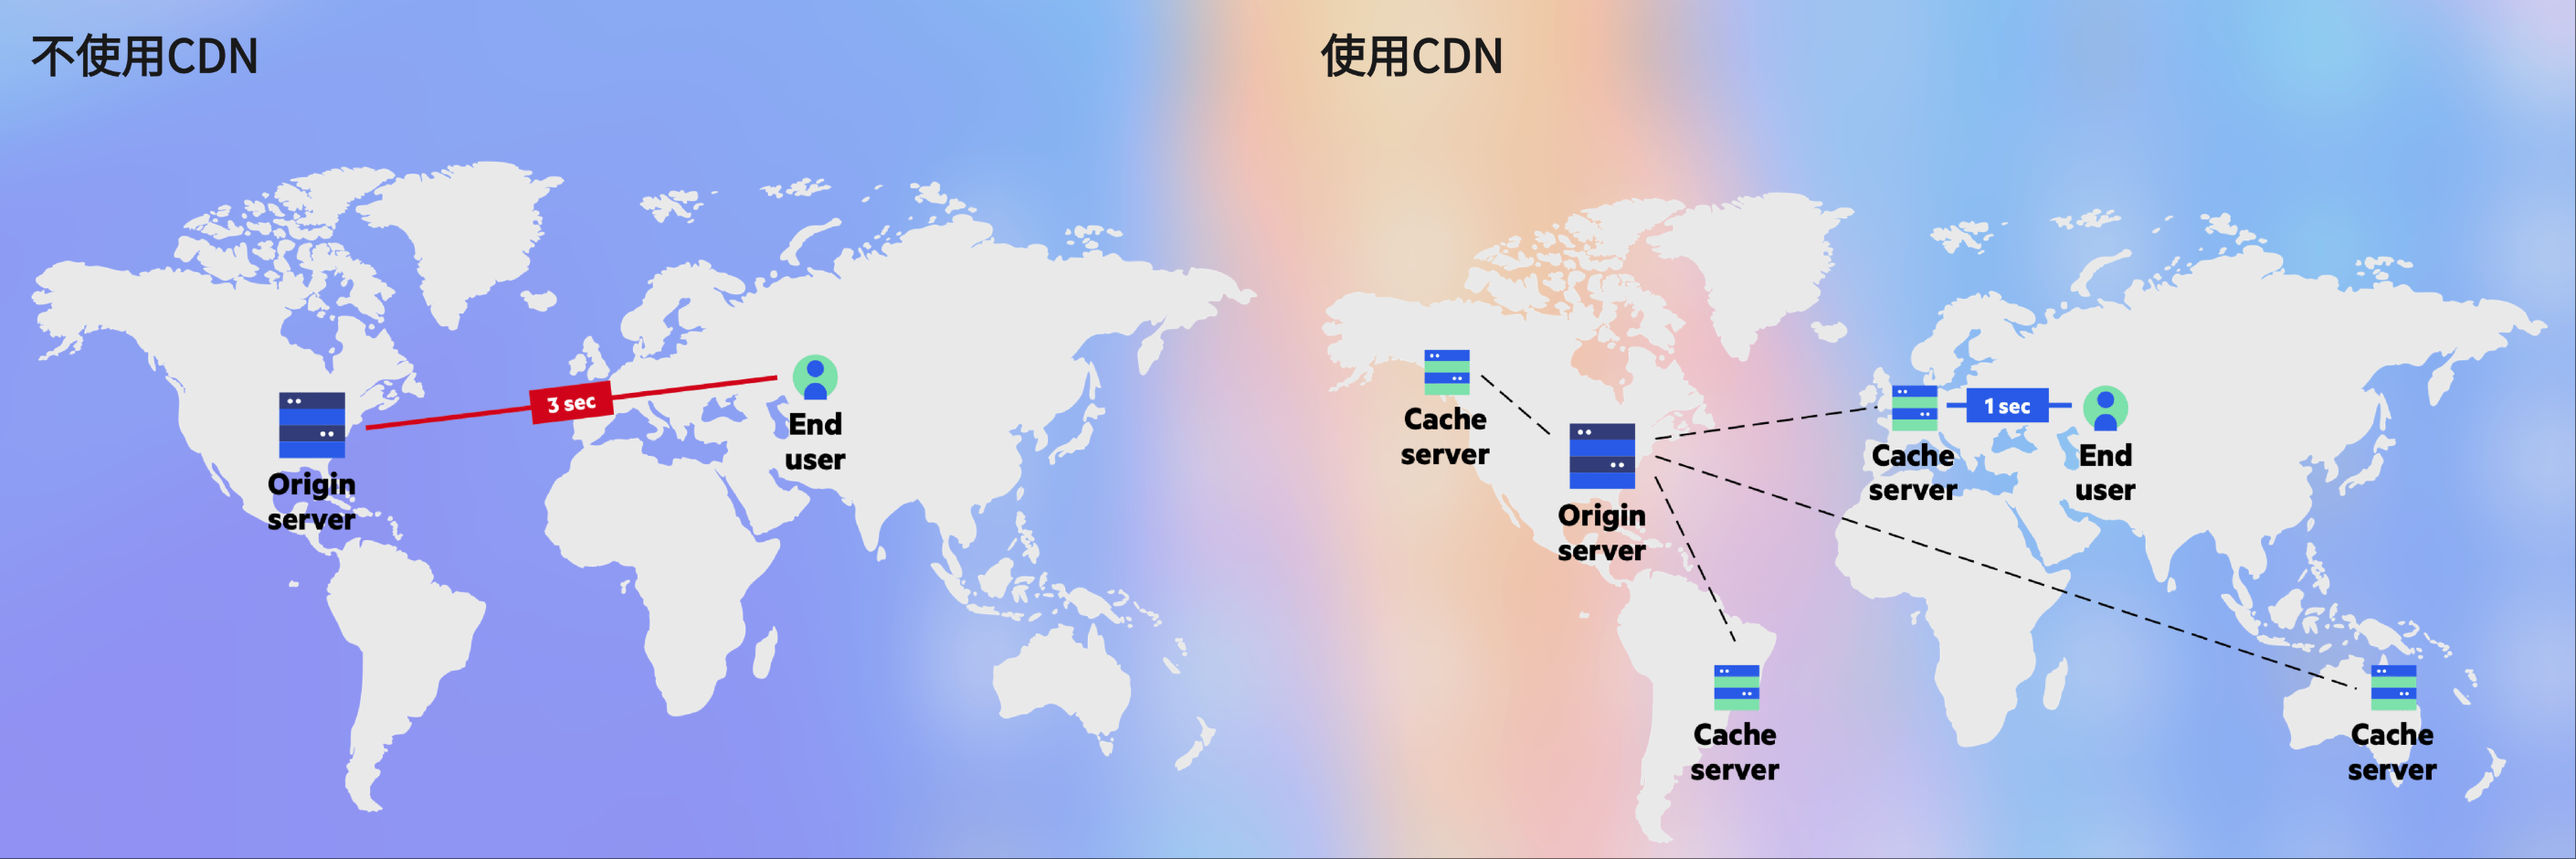 不使用CDN
3 sec
End
user
Origin
server
使用CDN
Cache
server
Origin
server
Cache
server
1 sec
End
user
Cache
server
Cache
server